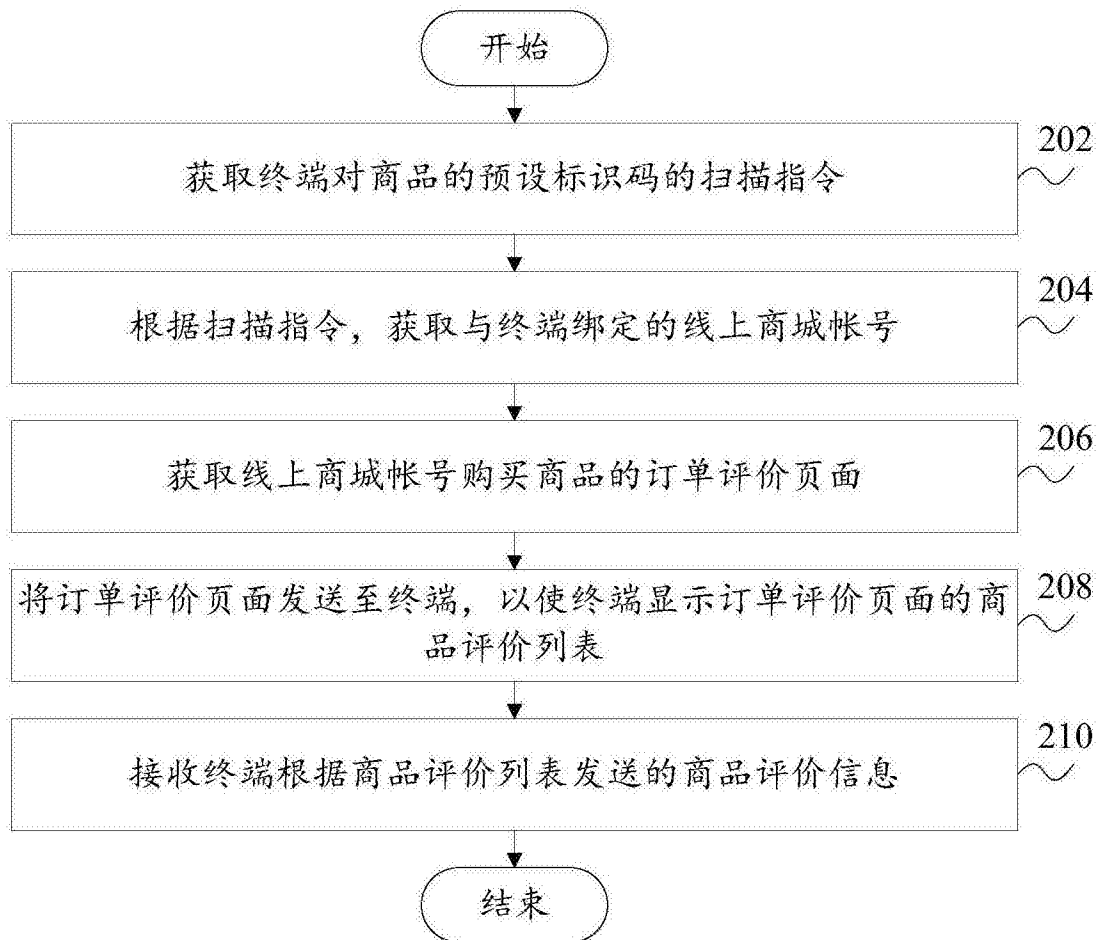 开始
202
获取终端对商品的预设标识码的扫描指令
204
根据扫描指令，获取与终端绑定的线上商城帐号
206
获取线上商城帐号购买商品的订单评价页面
208
将订单评价页面发送至终端，以使终端显示订单评价页面的商
品评价列表
210
接收终端根据商品评价列表发送的商品评价信息
结束